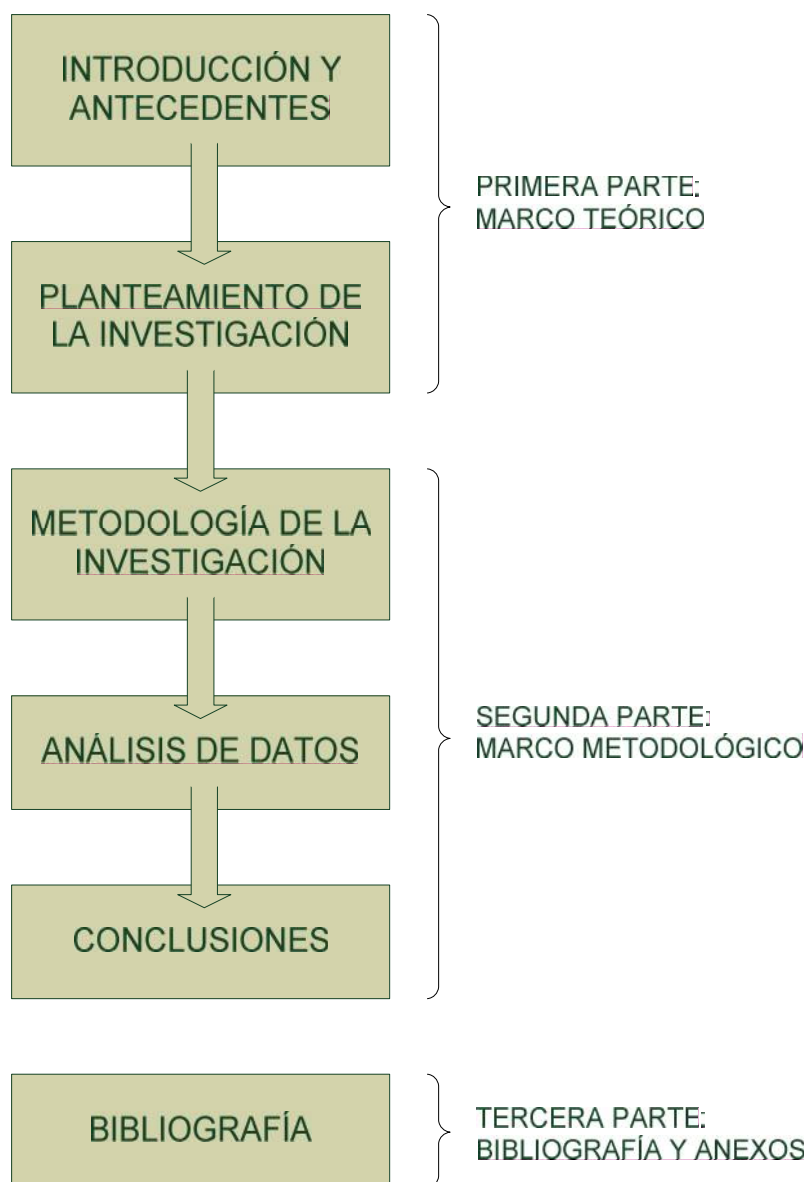 INTRODUCCIÓN Y
ANTECEDENTES
PRIMERA PARTE:
MARCO TEÓRICO
PLANTEAMIENTO DE
LA INVESTIGACIÓN
METODOLOGÍA DE LA
INVESTIGACIÓN
SEGUNDA PARTE:
MARCO METODOLÓGICO
ANÁLISIS DE DATOS
CONCLUSIONES
BIBLIOGRAFÍA
TERCERA PARTE:
BIBLIOGRAFÍA Y ANEXOS